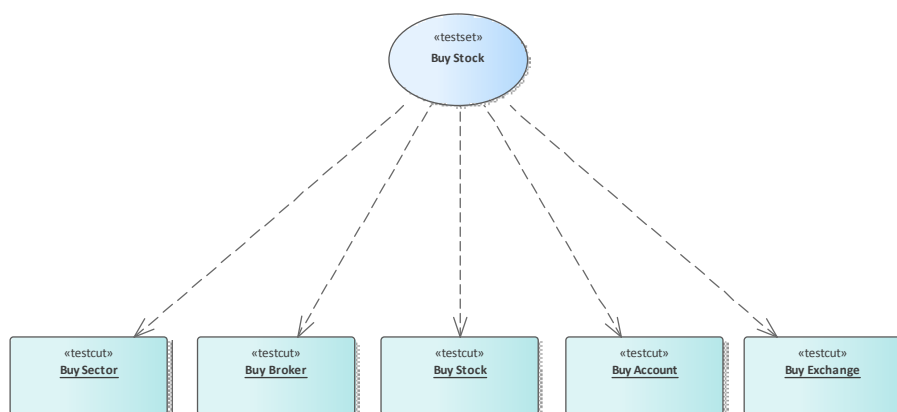 «testset»
Buy Stock
«testcut»
Buy Sector
«testcut»
Buy Broker
«testcut»
Buy Stock
«testcut»
Buy Account
«testcut»
Buy Exchange